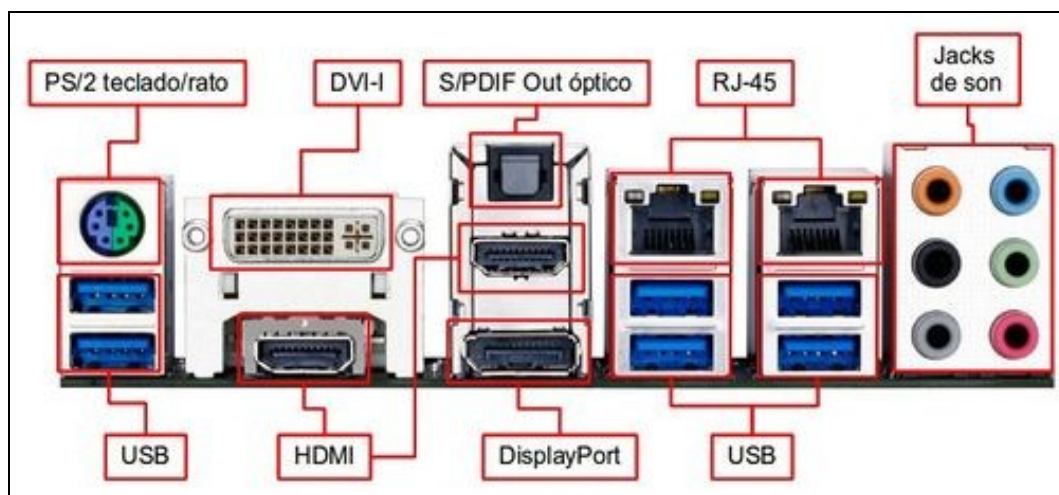 PS/2 teclado/rato
DVI-I
S/PDIF Out óptico
RJ-45
Jacks
de son
USB
HDMI
DisplayPort
USB